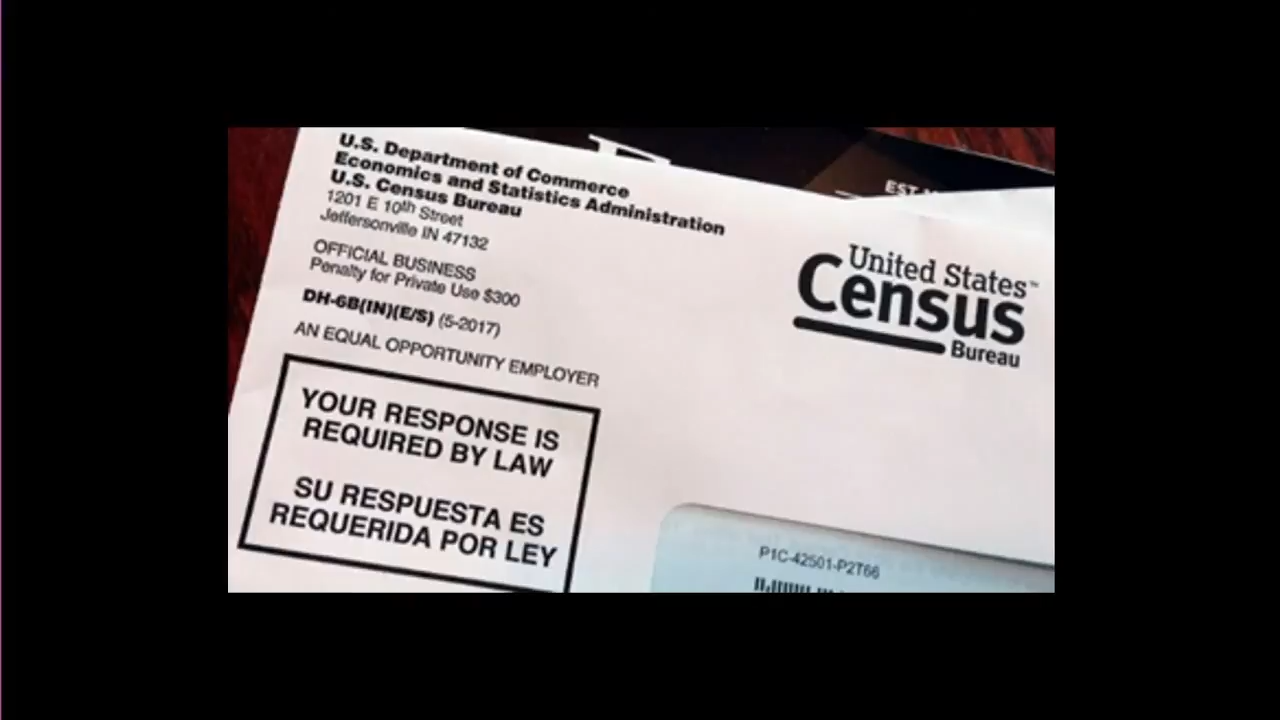 U.S. Department of Commerce
Economics and Statistics Administration
U.S. Census Bureau
1201 E 10th Street
Jeffersonville IN 47132
OFFICIAL BUSINESS
Penalty for Private Use $300
DH-6B(IN)(E/S) (5-2017)
AN EQUAL OPPORTUNITY EMPLOYER
YOUR RESPONSE IS
REQUIRED BY LAW
SU RESPUESTA ES
REQUERIDA POR LEY
EST
United States™
Census
Bureau
P1C-42501-P2T66